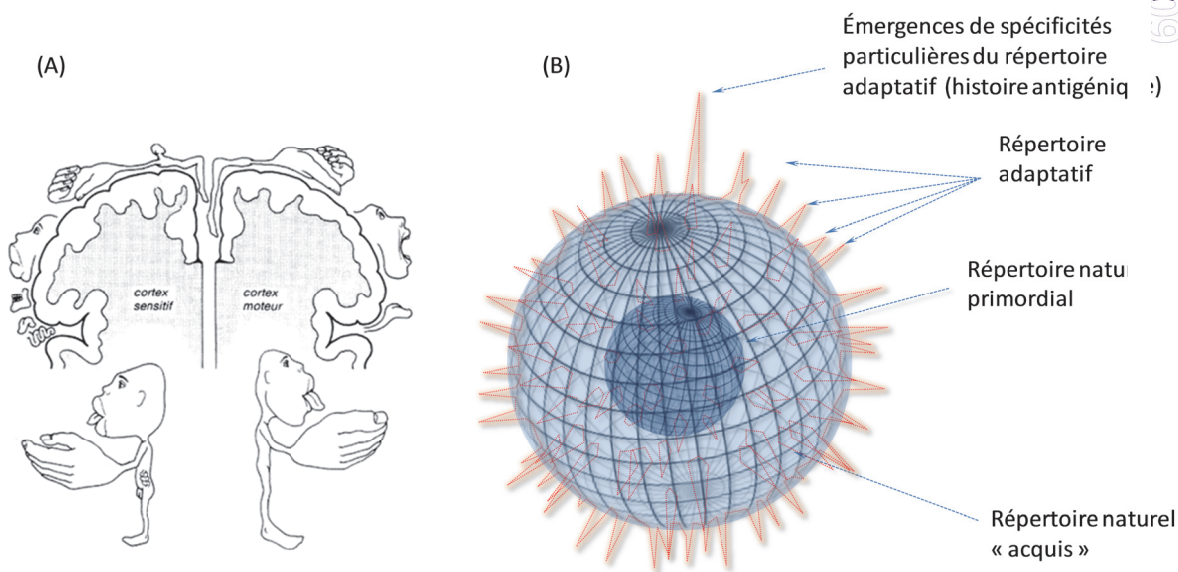 (A)
cortex
sensitif
cortex
moteur
(B)
Émergences de spécificités
particulières du répertoire
adaptatif (histoire antigéniq
Répertoire
adaptatif
Répertoire natu
primordial
Répertoire naturel
« acquis »